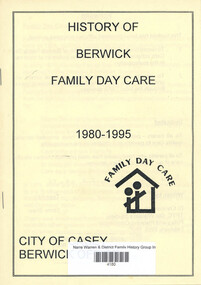 HISTORY OF
BERWICK
FAMILY DAY CARE
1980-1995
FAMILY DAY CARE
CITY OF CASEY
BERWICK
Narre Warren & District Family History Group In